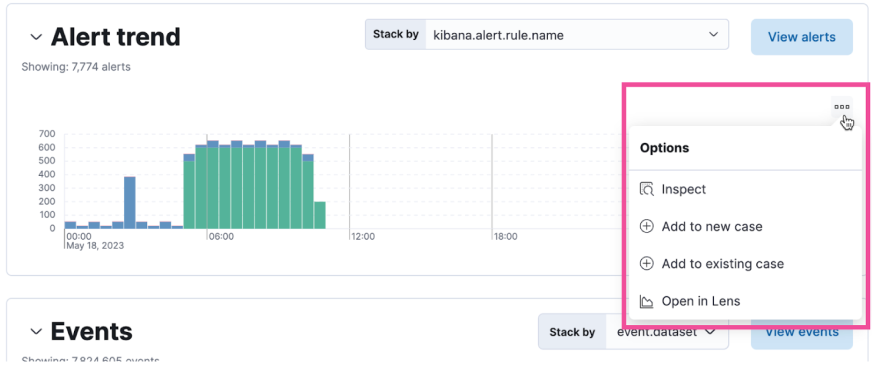 Alert trend
Stack by kibana.alert.rule.name
View alerts
Showing: 7,774 alerts
700
600
500
400
300
200
100
0
00:00 06:00 12:00 18:00
May 18, 2023
Options
Inspect
Add to new case
Add to existing case
Open in Lens
Events
Stack by event.dataset
View events
Showing: 7,824,605 events